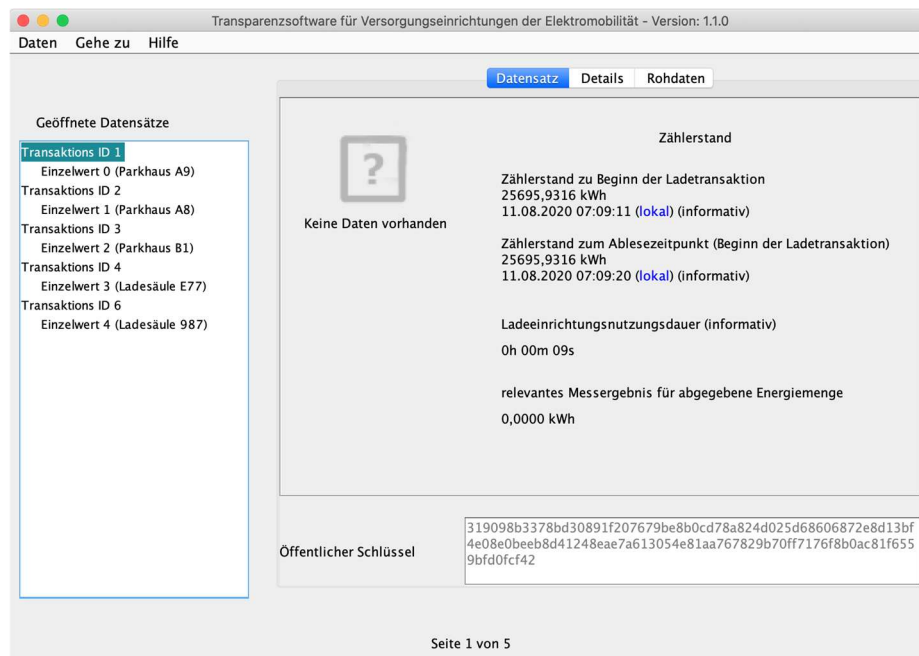 Transparenzsoftware für Versorgungseinrichtungen der Elektromobilität - Version: 1.1.0
Daten Gehe zu Hilfe
Datensatz Details Rohdaten
Geöffnete Datensätze
Transaktions ID 1
Einzelwert 0 (Parkhaus A9)
Transaktions ID 2
Einzelwert 1 (Parkhaus A8)
Transaktions ID 3
Einzelwert 2 (Parkhaus B1)
Transaktions ID 4
Einzelwert 3 (Ladesäule E77)
Transaktions ID 6
Einzelwert 4 (Ladesäule 987)
?
Keine Daten vorhanden
Zählerstand
Zählerstand zu Beginn der Ladetransaktion
25695,9316 kWh
11.08.2020 07:09:11 (lokal) (informativ)
Zählerstand zum Ablesezeitpunkt (Beginn der Ladetransaktion)
25695,9316 kWh
11.08.2020 07:09:20 (lokal) (informativ)
Ladeeinrichtungsnutzungsdauer (informativ)
0h 00m 09s
relevantes Messergebnis für abgegebene Energiemenge
0,0000 kWh
Öffentlicher Schlüssel
319098b3378bd30891f207679be8b0cd78a824d025d68606872e8d13bf
4e08e0beeb8d41248eae7a613054e81aa767829b70ff7176f8b0ac81f655
9bfd0fcf42
Seite 1 von 5